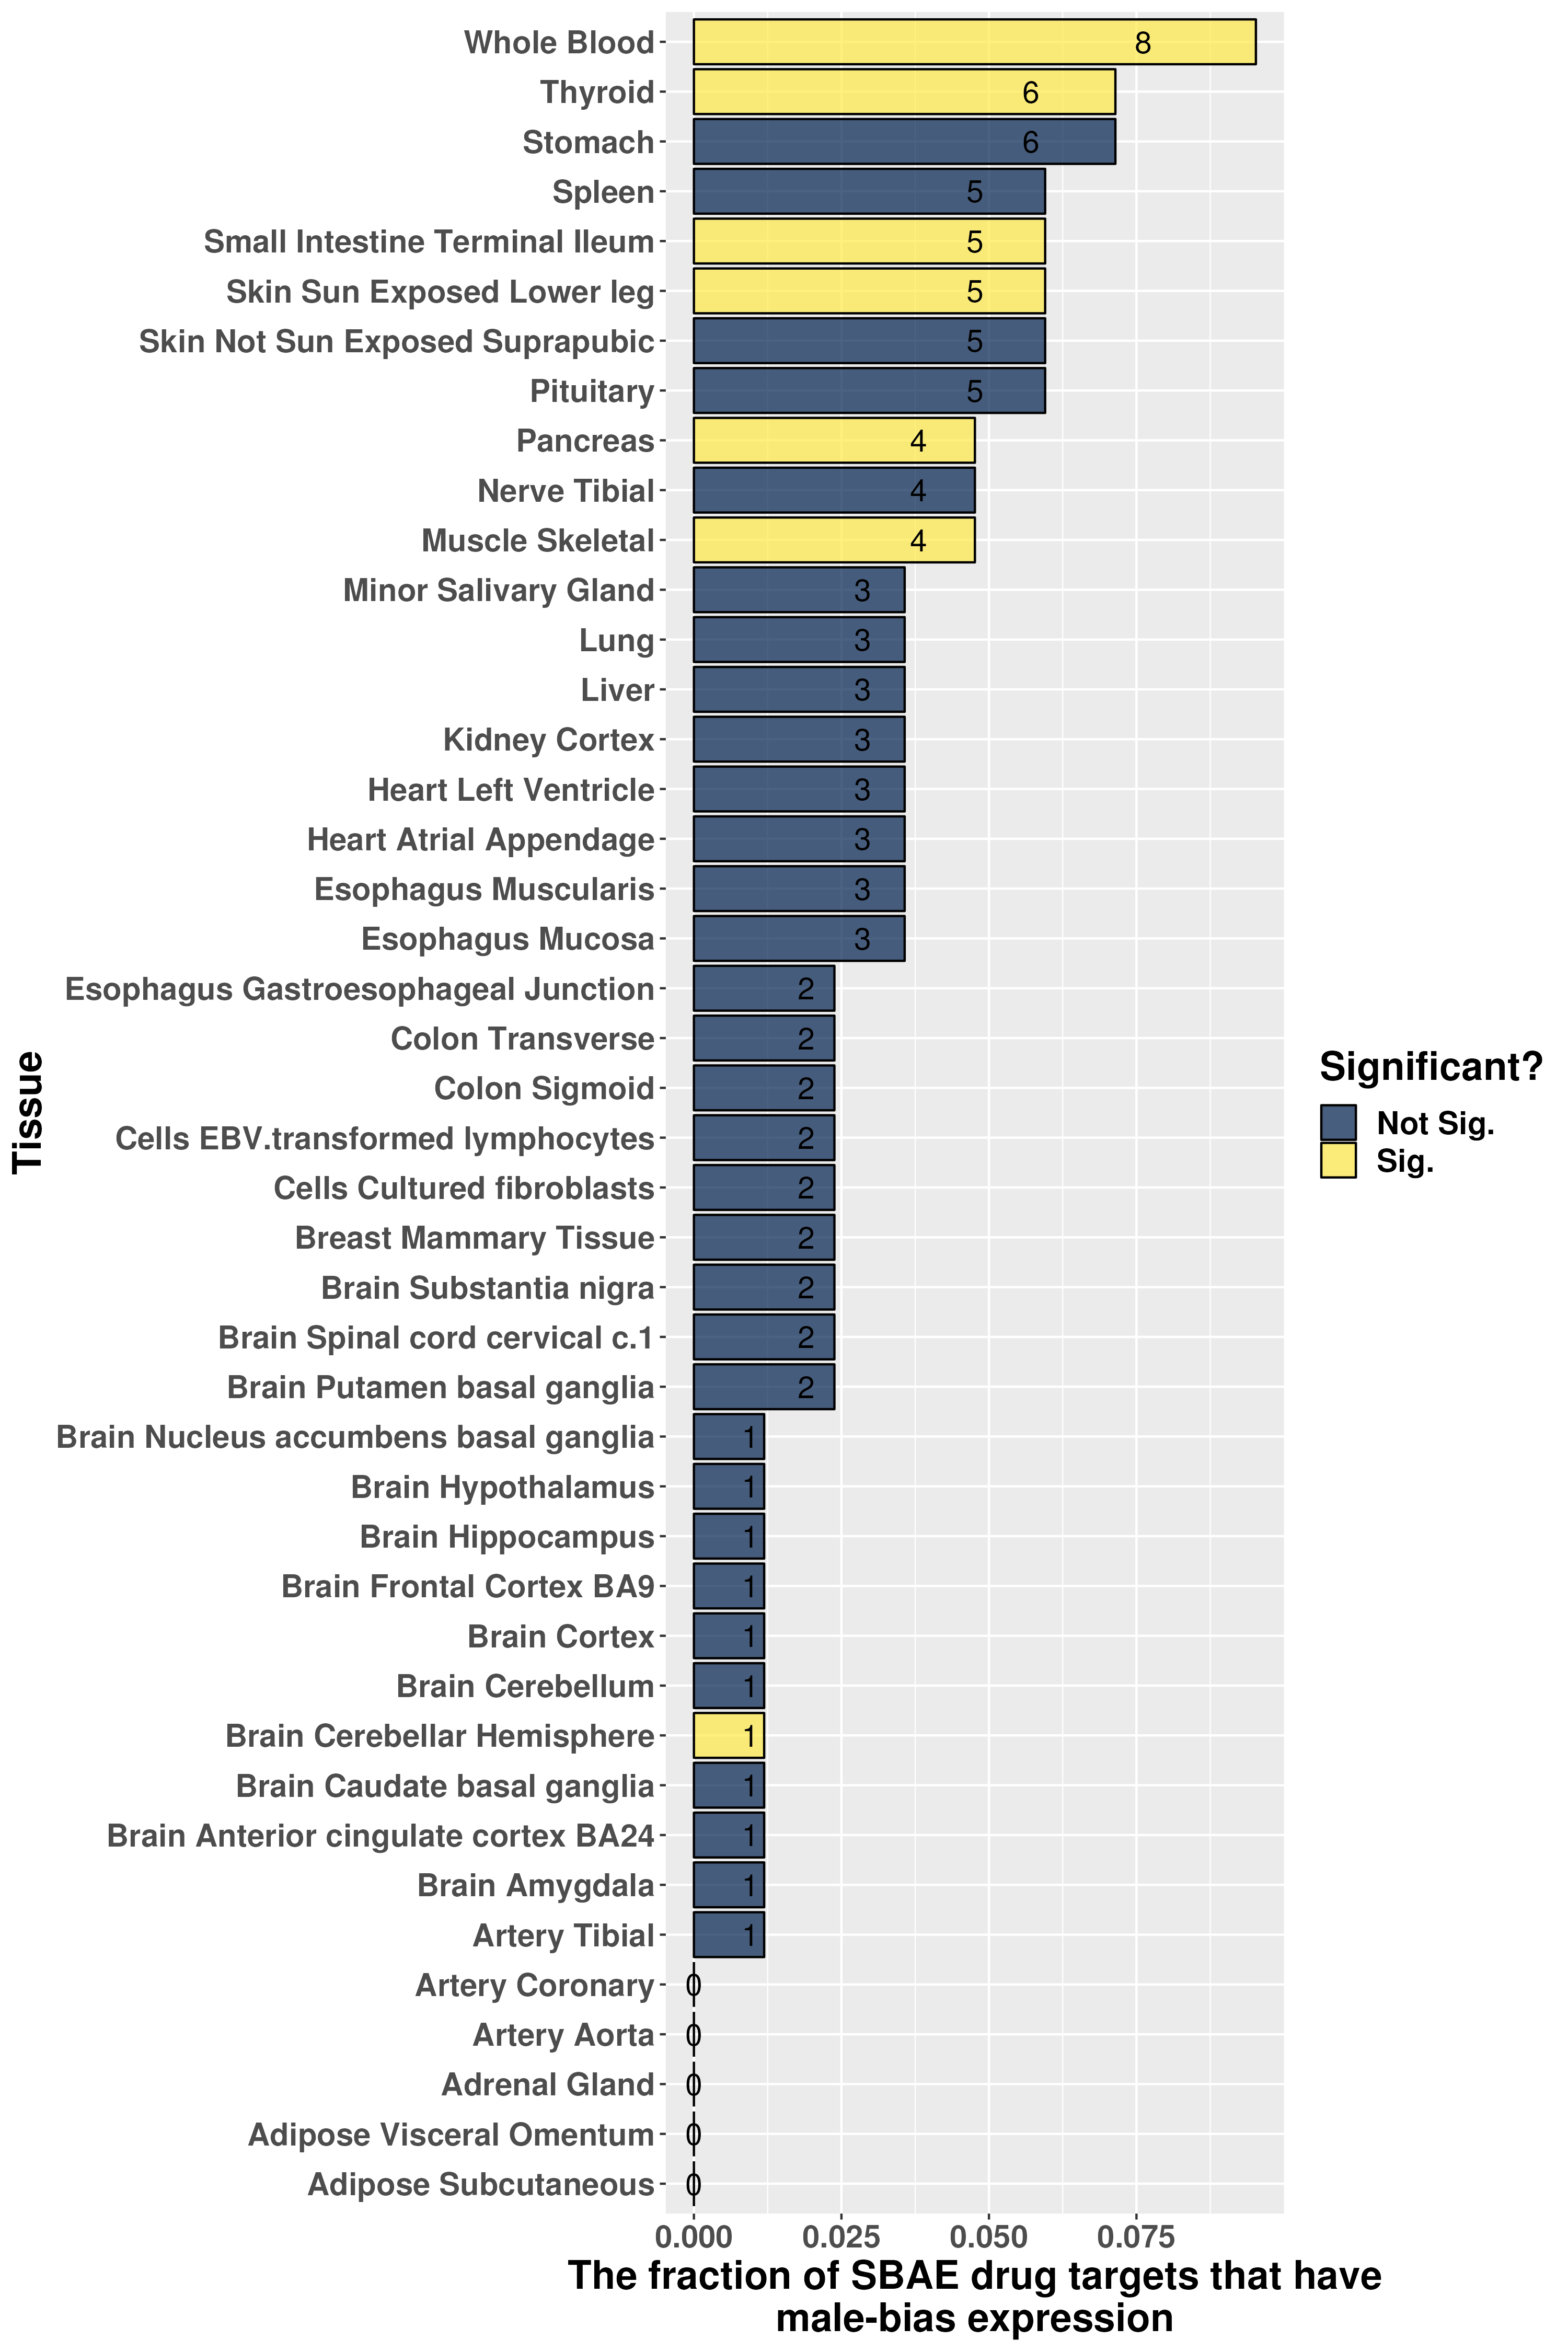 Whole Blood 8
Thyroid 6
Stomach 6
Spleen 5
Small Intestine Terminal Ileum 5
Skin Sun Exposed Lower leg 5
Skin Not Sun Exposed Suprapubic 5
Pituitary 5
Pancreas 4
Nerve Tibial 4
Muscle Skeletal 4
Minor Salivary Gland 3
Lung 3
Liver 3
Kidney Cortex 3
Heart Left Ventricle 3
Heart Atrial Appendage 3
Esophagus Muscularis 3
Esophagus Mucosa 3
Esophagus Gastroesophageal Junction 2
Colon Transverse 2
Colon Sigmoid 2
Cells EBV.transformed lymphocytes 2
Cells Cultured fibroblasts 2
Breast Mammary Tissue 2
Brain Substantia nigra 2
Brain Spinal cord cervical c.1 2
Brain Putamen basal ganglia 2
Brain Nucleus accumbens basal ganglia 1
Brain Hypothalamus 1
Brain Hippocampus 1
Brain Frontal Cortex BA9 1
Brain Cortex 1
Brain Cerebellum 1
Brain Cerebellar Hemisphere 1
Brain Caudate basal ganglia 1
Brain Anterior cingulate cortex BA24 1
Brain Amygdala 1
Artery Tibial 1
Artery Coronary 0
Artery Aorta 0
Adrenal Gland 0
Adipose Visceral Omentum 0
Adipose Subcutaneous 0
Tissue
0.000 0.025 0.050 0.075
The fraction of SBAE drug targets that have
male-bias expression
Significant?
Not Sig.
Sig.